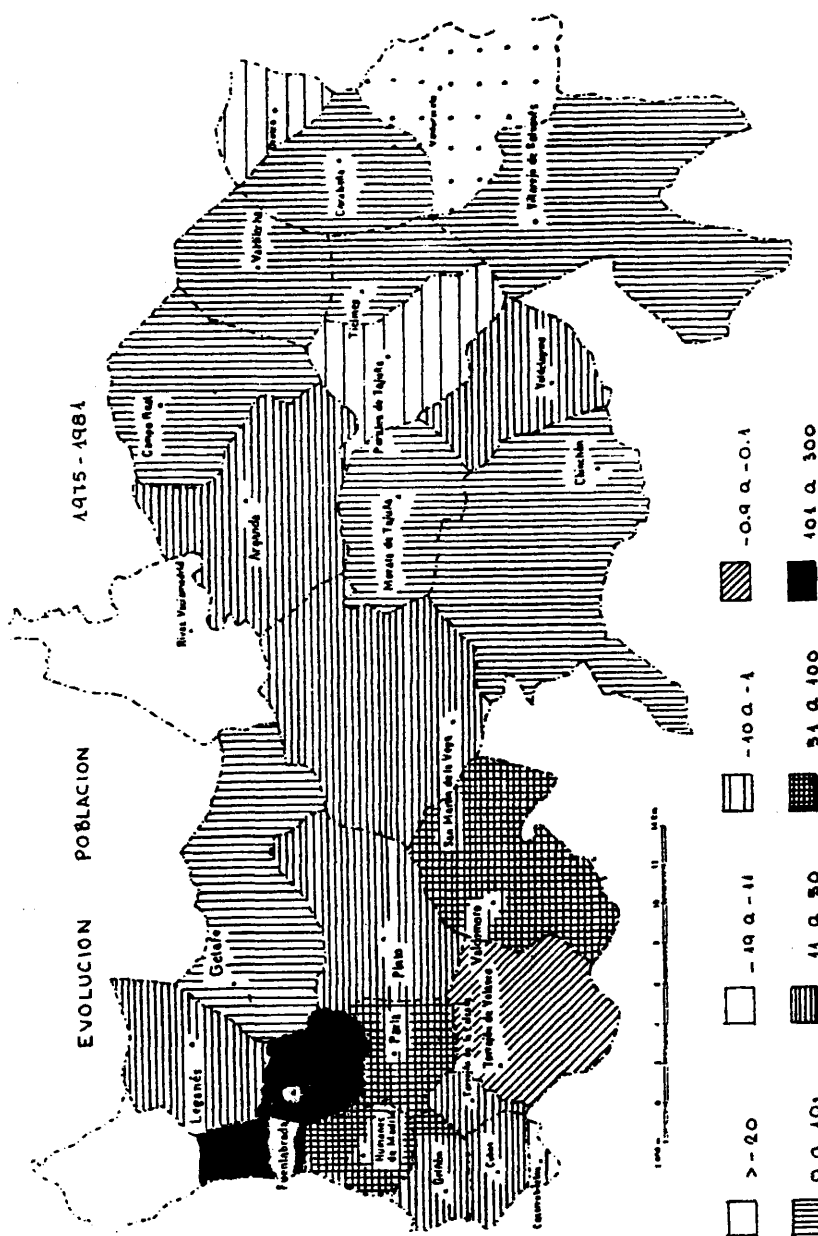 EVOLUCION POBLACION 1975-1981
Leganés
Getafe
Fuenlabrada
Humanes
de Madrid
Parla
Pinto
Griñón
Cubas
Casarrubuelos
Torrejón de la Calzada
Torrejón de Velasco
Valdemoro
San Martín de la Vega
Rivas Vaciamadrid
Arganda
Campo Real
Morata de Tajuña
Perales de Tajuña
Chinchón
Valdelaguna
Tielmes
Valdilecha
Carabaña
Villarejo de Salvanés
> -20
-19 a -11
-10 a -1
-0.9 a -0.1
11 a 50
51 a 100
101 a 300